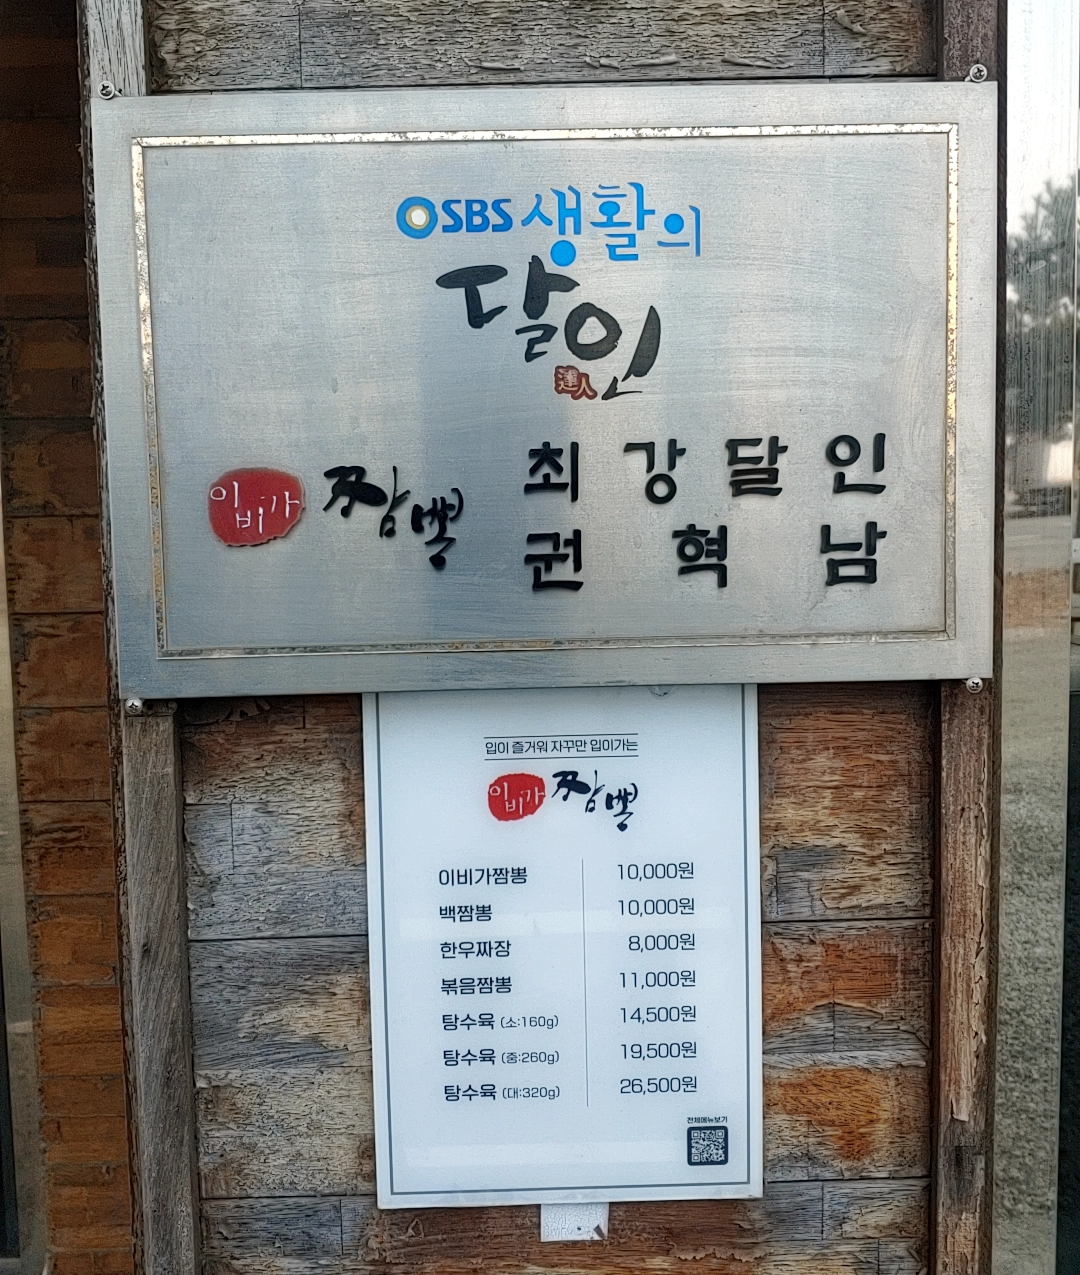 SBS 생활의
달인
達人
이비가 짬뽕
최강달인
권혁남
입이 즐거워 자꾸만 입이가는
이비가 짬뽕
이비가짬뽕 10,000원
백짬뽕 10,000원
한우짜장 8,000원
볶음짬뽕 11,000원
탕수육 (소:160g) 14,500원
탕수육 (중:260g) 19,500원
탕수육 (대:320g) 26,500원
전체메뉴보기